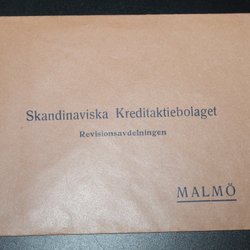 Skandinaviska Kreditaktiebolaget
Revisionsavdelningen
MALMÖ